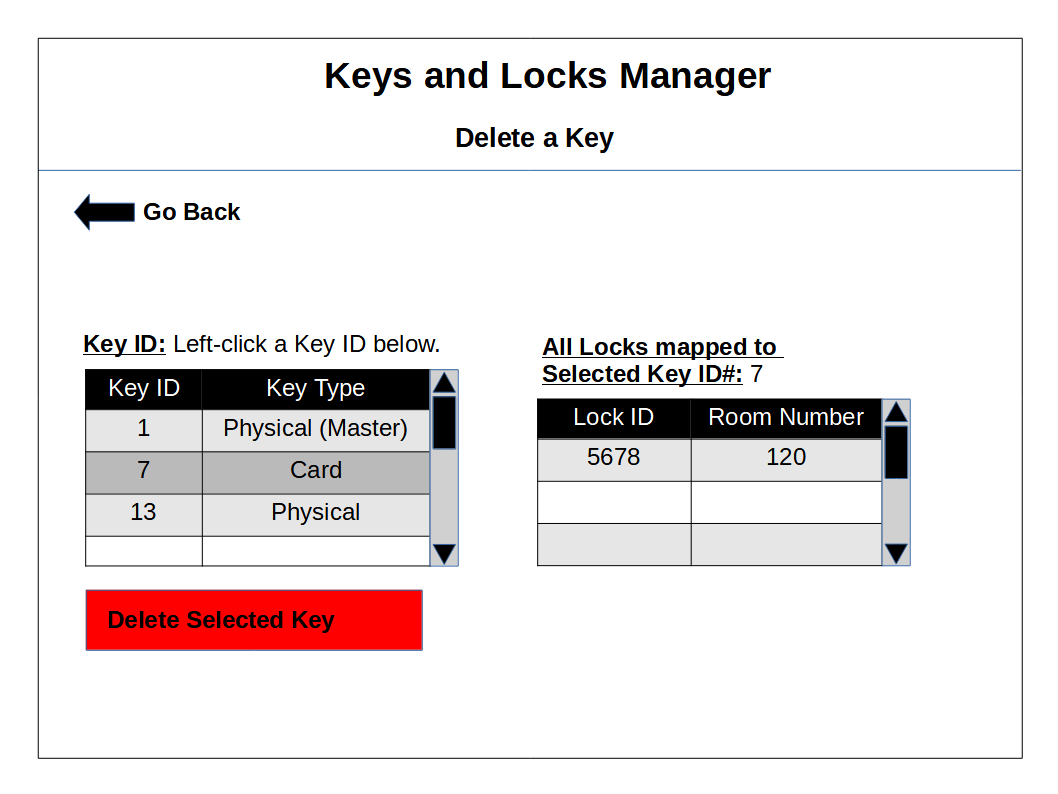 Keys and Locks Manager
Delete a Key
Go Back
Key ID: Left-click a Key ID below.
Key ID Key Type
1 Physical (Master)
7 Card
13 Physical
Delete Selected Key
All Locks mapped to
Selected Key ID#: 7
Lock ID Room Number
5678 120